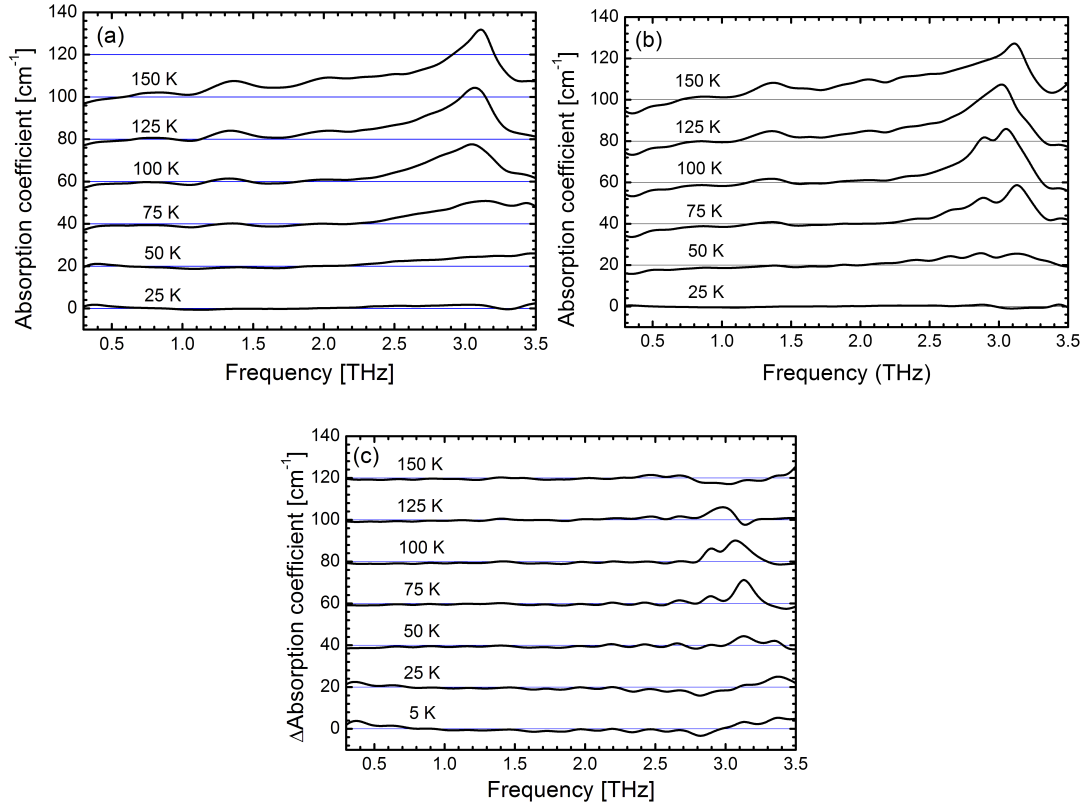 (a)
Absorption coefficient [cm⁻¹]
140
120
100
80
60
40
20
0
150 K
125 K
100 K
75 K
50 K
25 K
0.5 1.0 1.5 2.0 2.5 3.0 3.5
Frequency [THz]
(b)
Absorption coefficient [cm⁻¹]
140
120
100
80
60
40
20
0
150 K
125 K
100 K
75 K
50 K
25 K
0.5 1.0 1.5 2.0 2.5 3.0 3.5
Frequency (THz)
(c)
ΔAbsorption coefficient [cm⁻¹]
140
120
100
80
60
40
20
0
150 K
125 K
100 K
75 K
50 K
25 K
5 K
0.5 1.0 1.5 2.0 2.5 3.0 3.5
Frequency [THz]